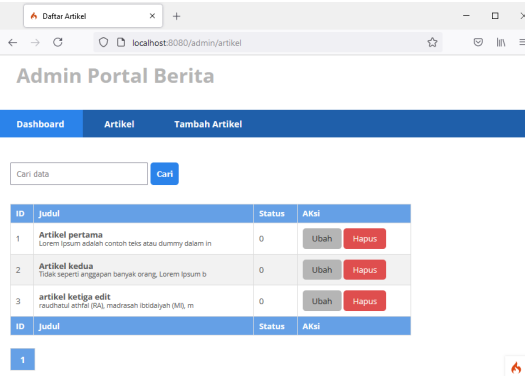 Daftar Artikel
localhost:8080/admin/artikel
Admin Portal Berita
Dashboard Artikel Tambah Artikel
Cari data Cari
ID Judul Status AKsi
1 Artikel pertama 0 Ubah Hapus
Lorem Ipsum adalah contoh teks atau dummy dalam in
2 Artikel kedua 0 Ubah Hapus
Tidak seperti anggapan banyak orang, Lorem Ipsum b
3 artikel ketiga edit 0 Ubah Hapus
raudhatul athfal (RA), madrasah ibtidaiyah (MI), m
ID Judul Status AKsi
1